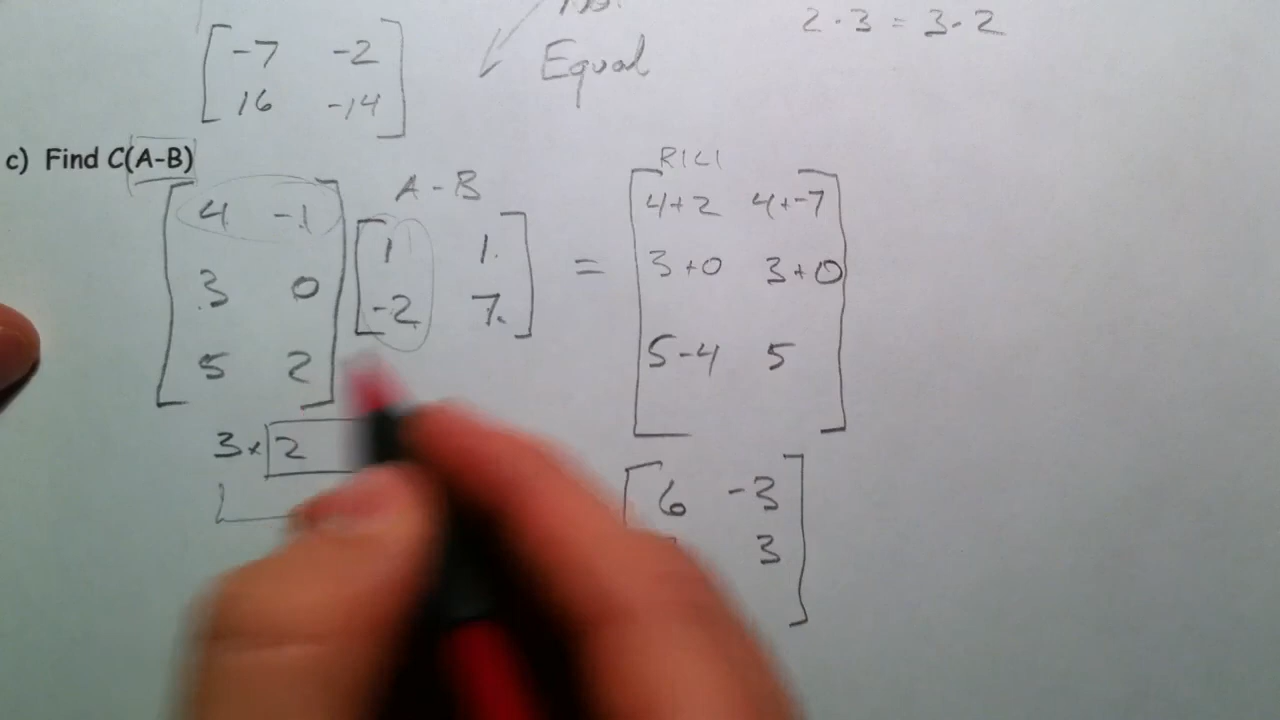 2 · 3 = 3 · 2
Equal
-7 -2
16 -14
c) Find C(A-B)
A - B
R1C1
4 -1
3 0
5 2
1 1.
-2 7.
=
4+2 4+-7
3+0 3+0
5-4 5
3x 2
6 -3
3